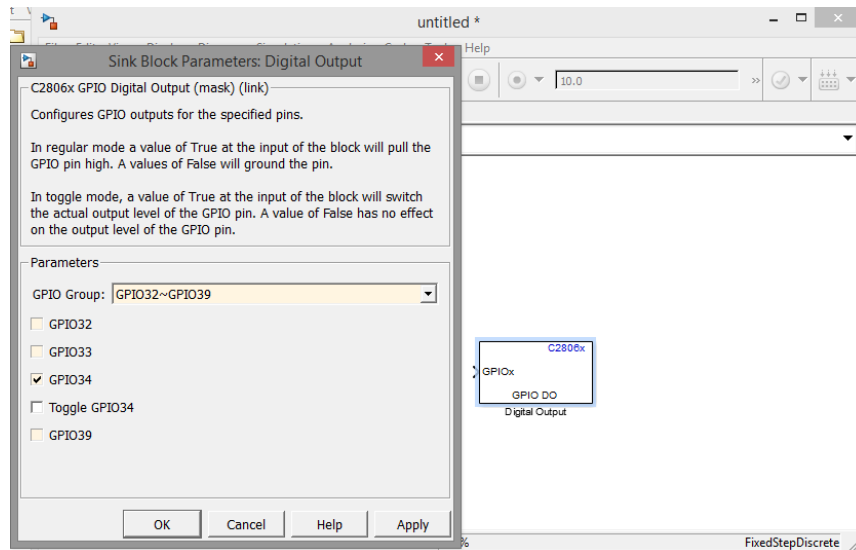 untitled *
Help
Sink Block Parameters: Digital Output
10.0
C2806x GPIO Digital Output (mask) (link)
Configures GPIO outputs for the specified pins.
In regular mode a value of True at the input of the block will pull the
GPIO pin high. A values of False will ground the pin.
In toggle mode, a value of True at the input of the block will switch
the actual output level of the GPIO pin. A value of False has no effect
on the output level of the GPIO pin.
Parameters
GPIO Group: GPIO32~GPIO39
GPIO32
GPIO33
GPIO34
Toggle GPIO34
GPIO39
OK Cancel Help Apply
C2806x
GPIOx
GPIO DO
Digital Output
%
FixedStepDiscrete